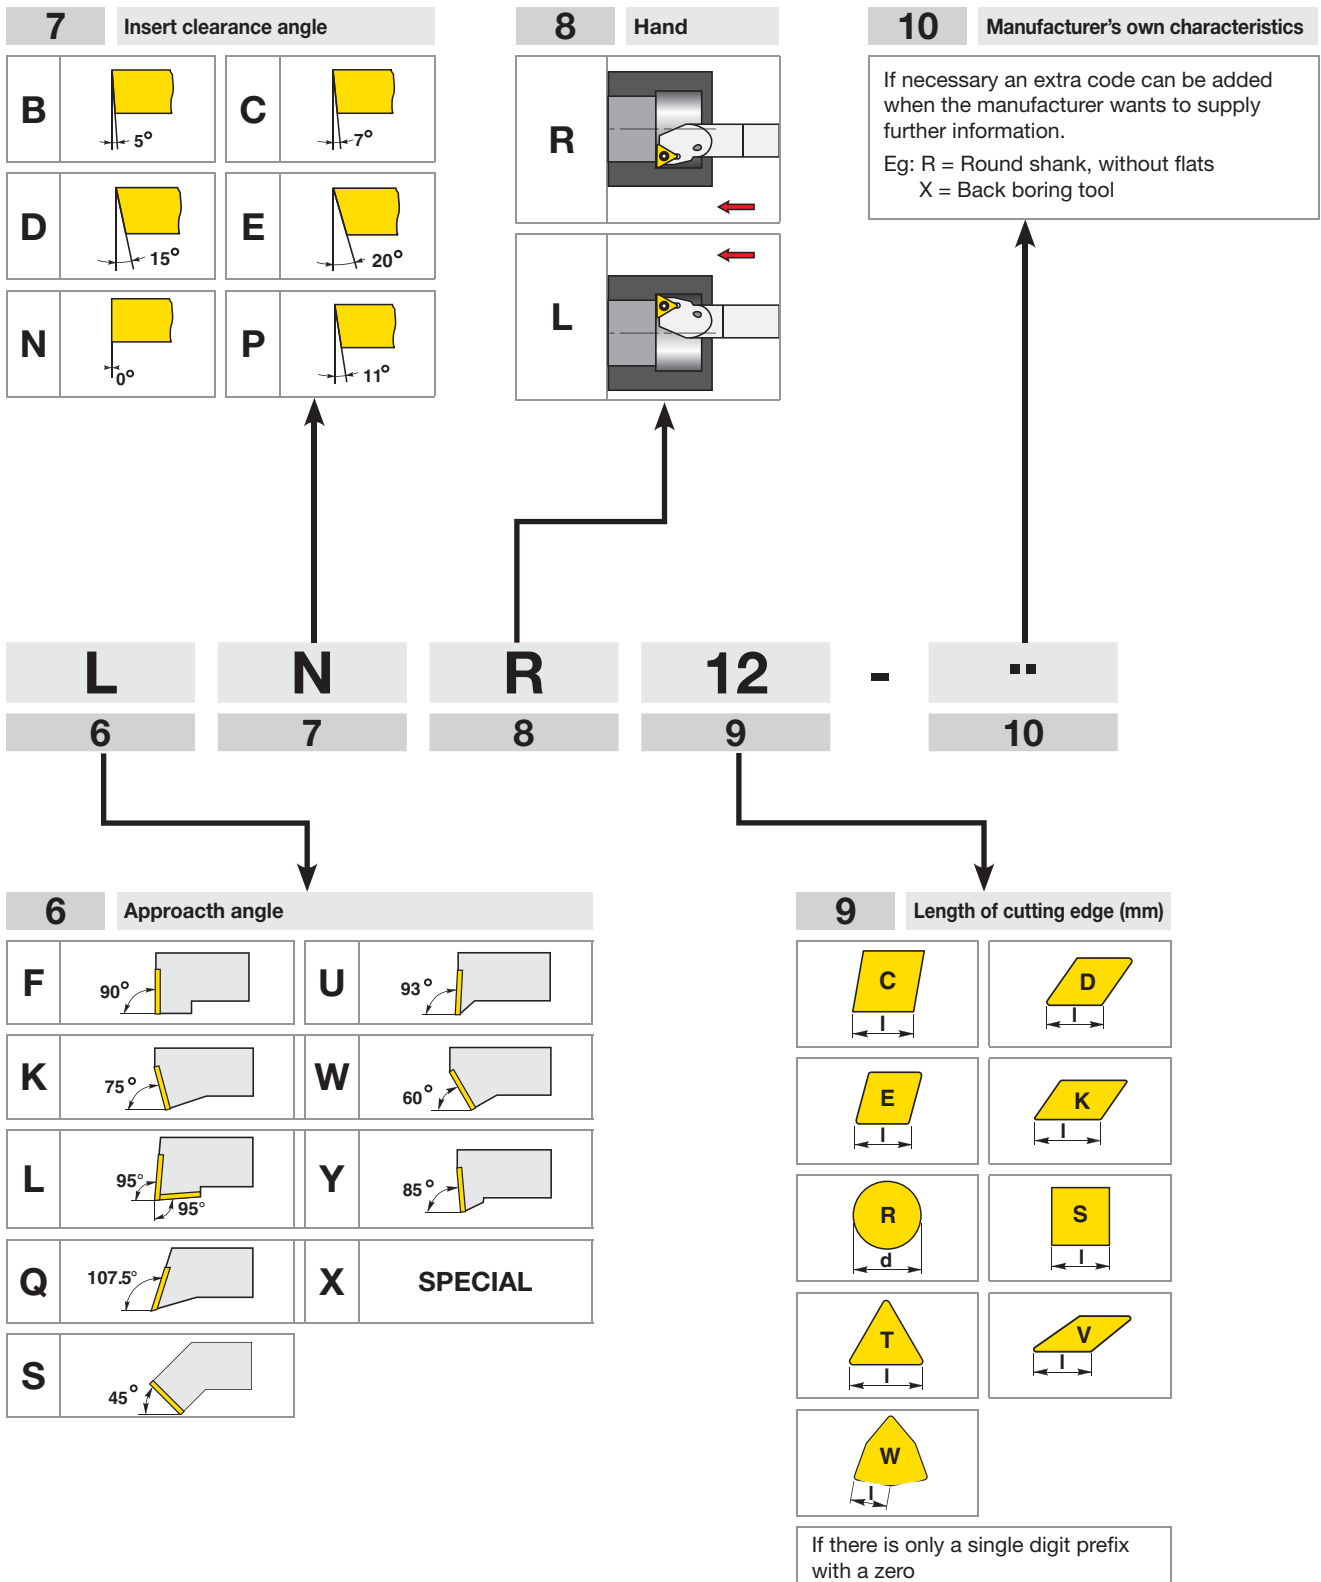 7 Insert clearance angle
B 5° C 7°
D 15° E 20°
N 0° P 11°
8 Hand
R
L
10 Manufacturer's own characteristics
If necessary an extra code can be added
when the manufacturer wants to supply
further information.
Eg: R = Round shank, without flats
X = Back boring tool
L N R 12 - ..
6 7 8 9 10
6 Approacth angle
F 90° U 93°
K 75° W 60°
L 95° 95° Y 85°
Q 107.5° X SPECIAL
S 45°
9 Length of cutting edge (mm)
C l D l
E l K l
R d S l
T l V l
W l
If there is only a single digit prefix
with a zero